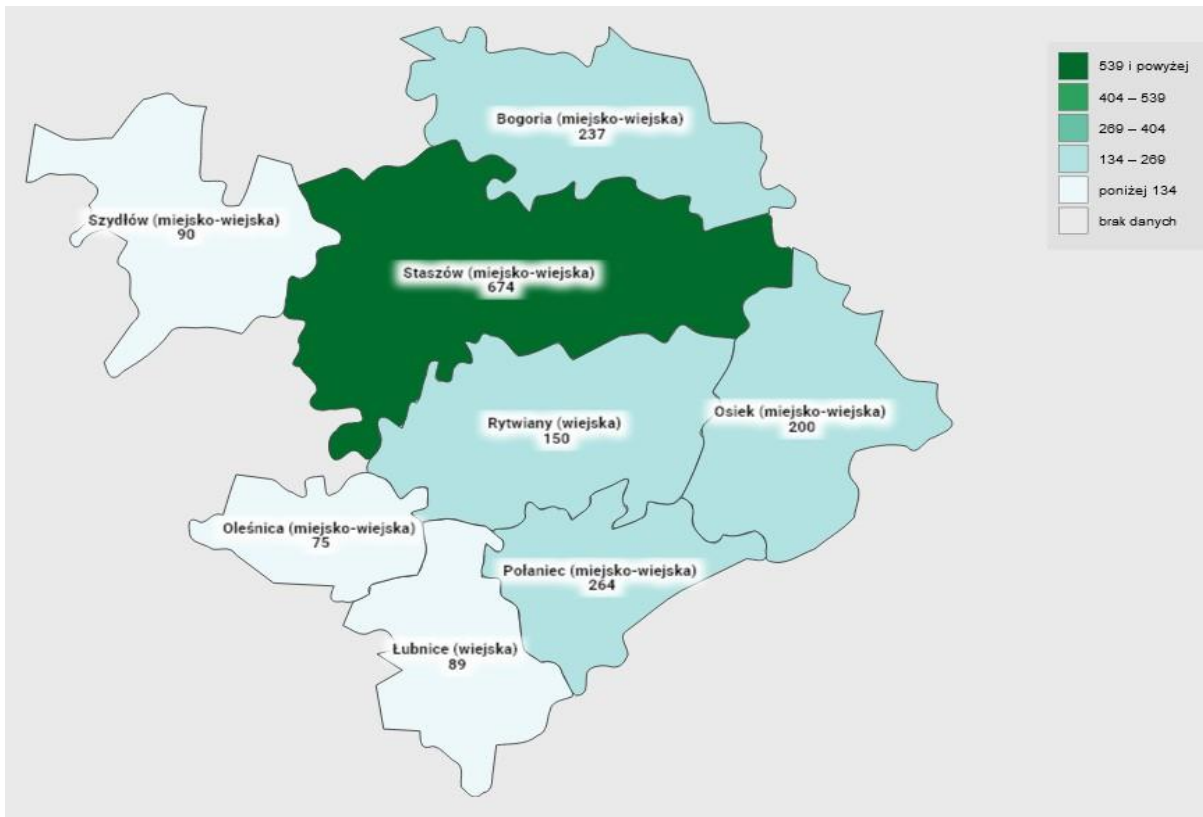 539 i powyżej
404 – 539
269 – 404
134 – 269
poniżej 134
brak danych
Bogoria (miejsko-wiejska)
237
Szydłów (miejsko-wiejska)
90
Staszów (miejsko-wiejska)
674
Rytwiany (wiejska)
150
Osiek (miejsko-wiejska)
200
Oleśnica (miejsko-wiejska)
75
Połaniec (miejsko-wiejska)
264
Łubnice (wiejska)
89